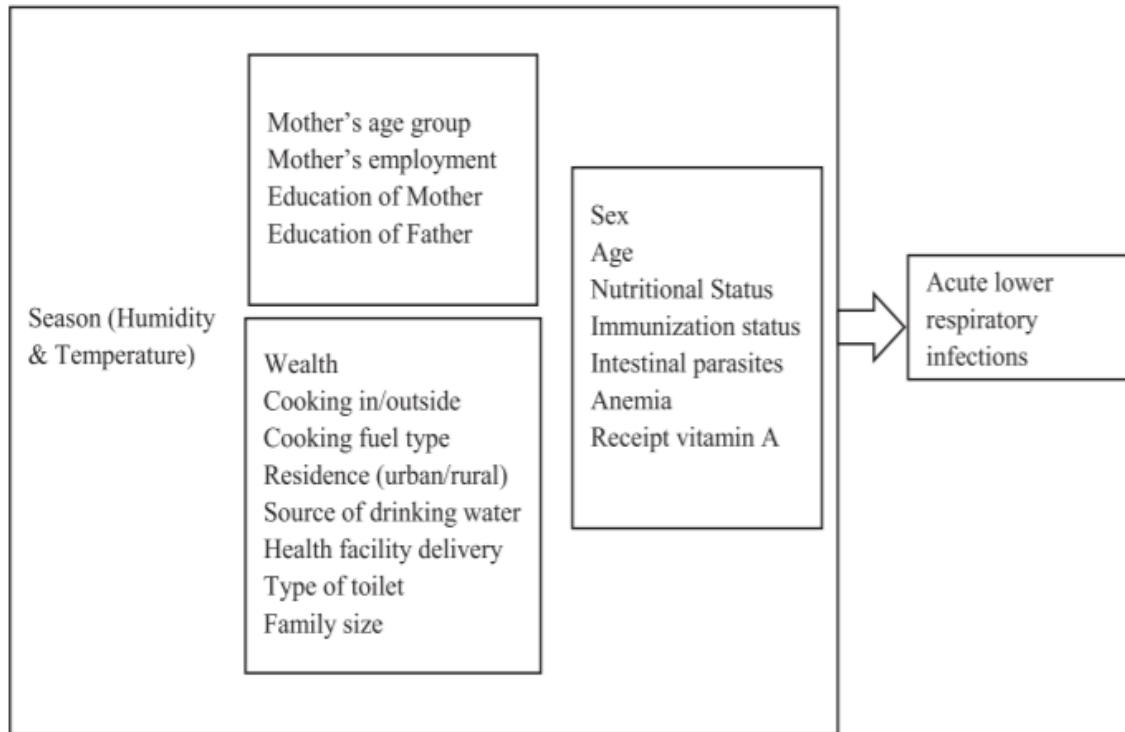 Mother’s age group
Mother’s employment
Education of Mother
Education of Father
Season (Humidity
& Temperature)
Wealth
Cooking in/outside
Cooking fuel type
Residence (urban/rural)
Source of drinking water
Health facility delivery
Type of toilet
Family size
Sex
Age
Nutritional Status
Immunization status
Intestinal parasites
Anemia
Receipt vitamin A
Acute lower
respiratory
infections